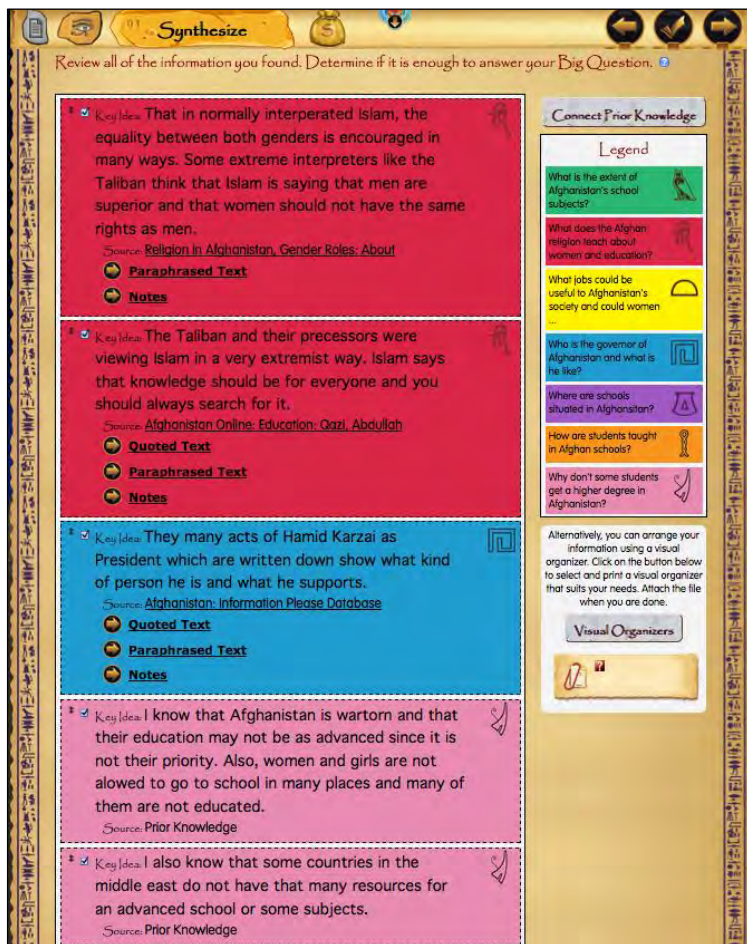 Synthesize
$
Review all of the information you found. Determine if it is enough to answer your Big Question. ?
Key Idea: That in normally interperated Islam, the
equality between both genders is encouraged in
many ways. Some extreme interpreters like the
Taliban think that Islam is saying that men are
superior and that women should not have the same
rights as men.
Source: Religion in Afghanistan, Gender Roles: About
Paraphrased Text
Notes
Key Idea: The Taliban and their precessors were
viewing Islam in a very extremist way. Islam says
that knowledge should be for everyone and you
should always search for it.
Source: Afghanistan Online: Education: Qazi, Abdullah
Quoted Text
Paraphrased Text
Notes
Key Idea: They many acts of Hamid Karzai as
President which are written down show what kind
of person he is and what he supports.
Source: Afghanistan: Information Please Database
Quoted Text
Paraphrased Text
Notes
Key Idea: I know that Afghanistan is wartorn and that
their education may not be as advanced since it is
not their priority. Also, women and girls are not
alowed to go to school in many places and many of
them are not educated.
Source: Prior Knowledge
Key Idea: I also know that some countries in the
middle east do not have that many resources for
an advanced school or some subjects.
Source: Prior Knowledge
Connect Prior Knowledge
Legend
What is the extent of
Afghanistan's school
subjects?
What does the Afghan
religion teach about
women and education?
What jobs could be
useful to Afghanistan's
society and could women
...
Who is the governor of
Afghanistan and what is
he like?
Where are schools
situated in Afghansitan?
How are students taught
in Afghan schools?
Why don't some students
get a higher degree in
Afghanistan?
Alternatively, you can arrange your
information using a visual
organizer. Click on the button below
to select and print a visual organizer
that suits your needs. Attach the file
when you are done.
Visual Organizers
?